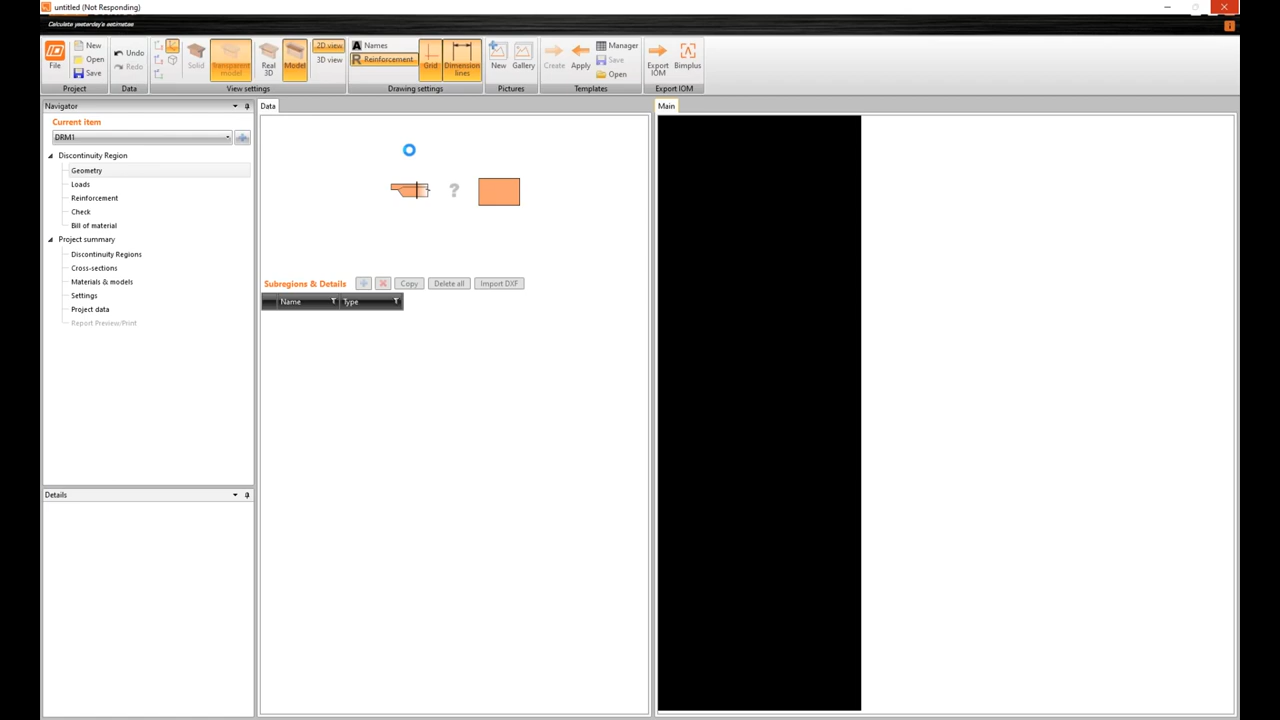 untitled (Not Responding)
Calculate yesterday's estimates
File
New
Open
Save
Project
Undo
Redo
Data
Solid
Transparent model
Real 3D
Model
2D view
3D view
View settings
Names
Reinforcement
Grid
Dimension lines
Drawing settings
New
Gallery
Pictures
Create
Apply
Manager
Save
Open
Templates
Export IOM
Bimplus
Export IOM
Navigator
Current item
DRM1
Discontinuity Region
Geometry
Loads
Reinforcement
Check
Bill of material
Project summary
Discontinuity Regions
Cross-sections
Materials & models
Settings
Project data
Report Preview/Print
Details
Data
?
Subregions & Details
Copy
Delete all
Import DXF
Name
Type
Main